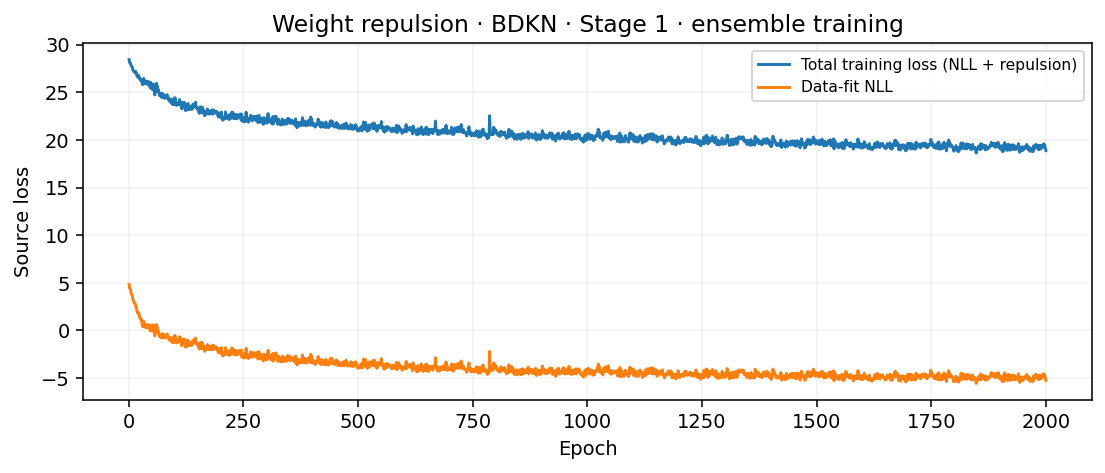 Weight repulsion · BDKN · Stage 1 · ensemble training
Total training loss (NLL + repulsion)
Data-fit NLL
Source loss
30
25
20
15
10
5
0
−5
0 250 500 750 1000 1250 1500 1750 2000
Epoch